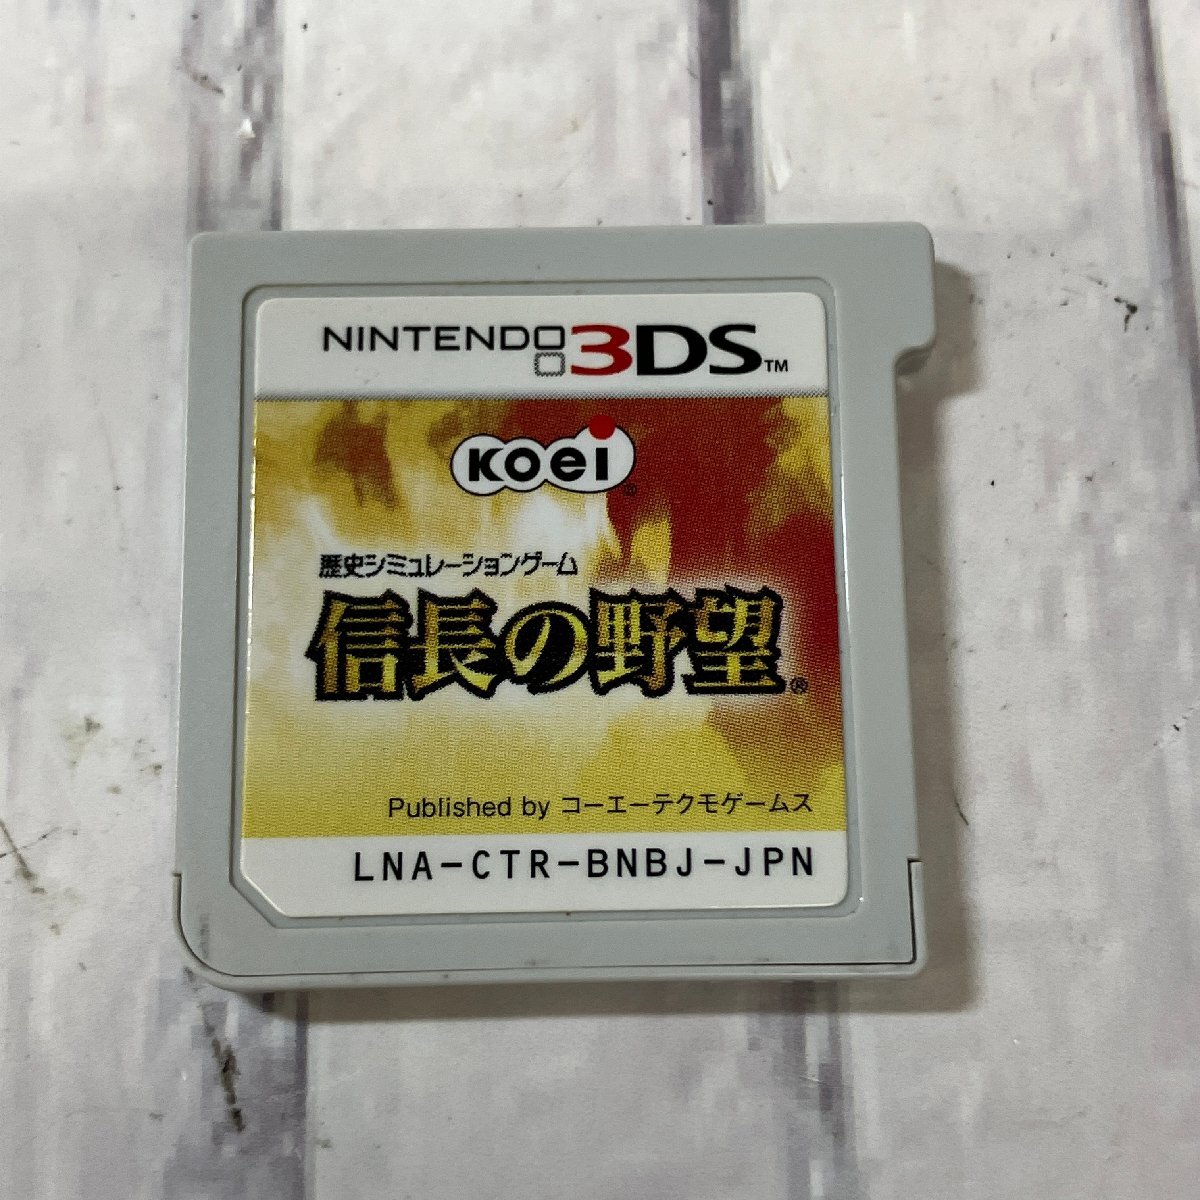 NINTENDO 3DS™
KOEI®
歴史シミュレーションゲーム
信長の野望®
Published by コーエーテクモゲームス
LNA-CTR-BNBJ-JPN